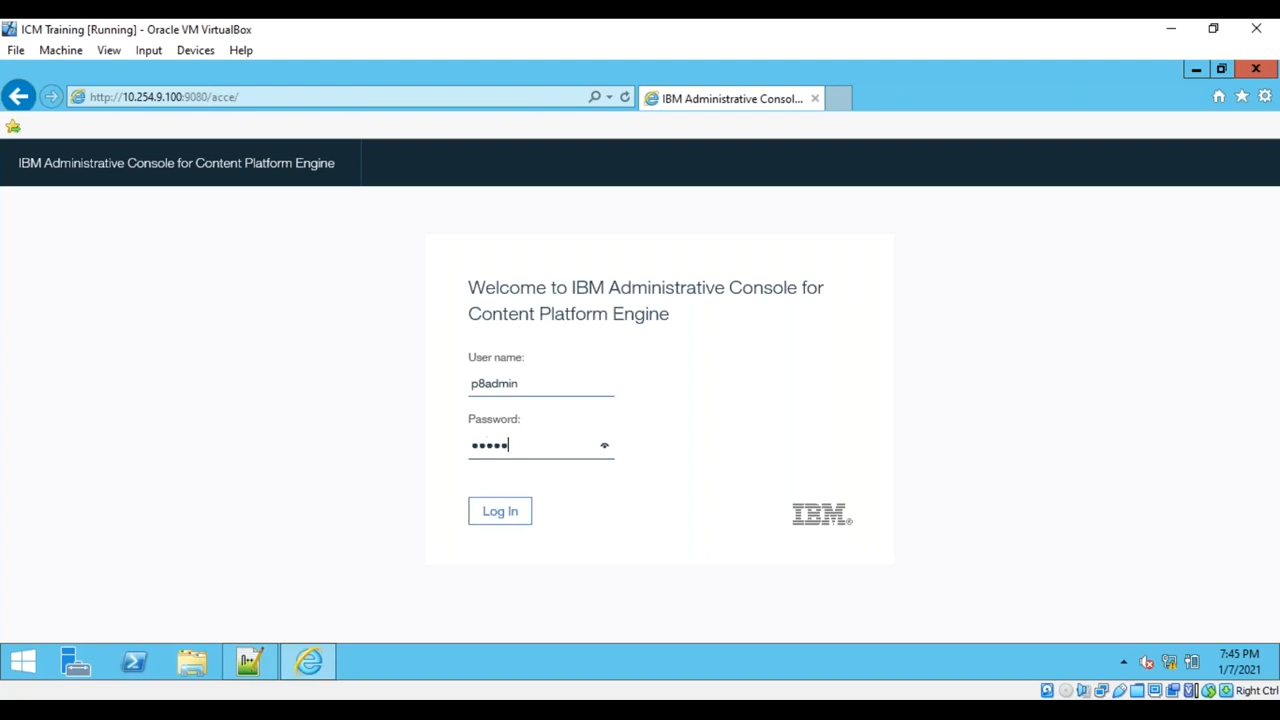 ICM Training [Running] - Oracle VM VirtualBox
File Machine View Input Devices Help
http://10.254.9.100:9080/acce/
IBM Administrative Consol...
IBM Administrative Console for Content Platform Engine
Welcome to IBM Administrative Console for
Content Platform Engine
User name:
p8admin
Password:
•••••
Log In
IBM®
7:45 PM
1/7/2021
Right Ctrl